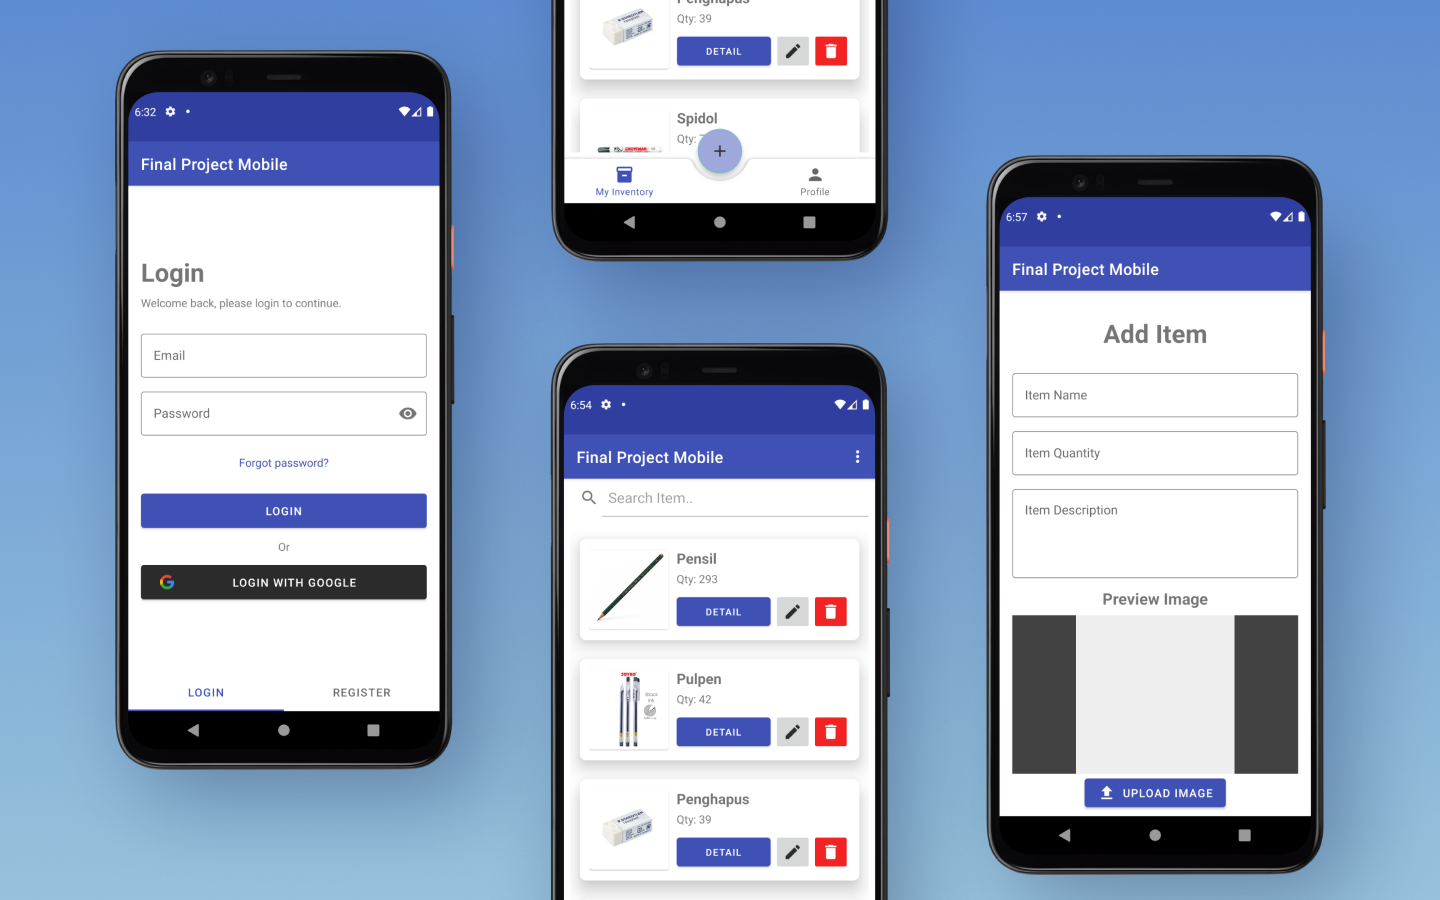 6:32
Final Project Mobile
Login
Welcome back, please login to continue.
Email
Password
Forgot password?
LOGIN
Or
LOGIN WITH GOOGLE
LOGIN
REGISTER
Penghapus
Qty: 39
DETAIL
Spidol
Qty:
My Inventory
Profile
6:54
Final Project Mobile
Search Item..
Pensil
Qty: 293
DETAIL
Pulpen
Qty: 42
DETAIL
Penghapus
Qty: 39
DETAIL
6:57
Final Project Mobile
Add Item
Item Name
Item Quantity
Item Description
Preview Image
UPLOAD IMAGE